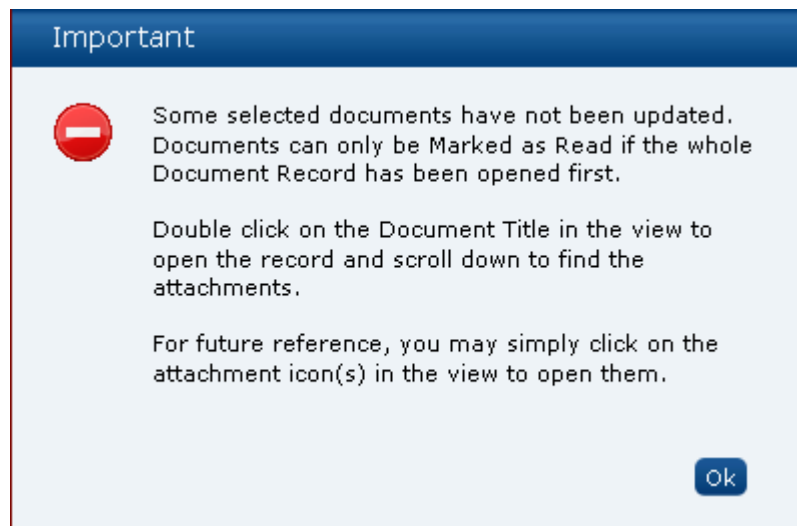 Important
Some selected documents have not been updated.
Documents can only be Marked as Read if the whole
Document Record has been opened first.
Double click on the Document Title in the view to
open the record and scroll down to find the
attachments.
For future reference, you may simply click on the
attachment icon(s) in the view to open them.
Ok